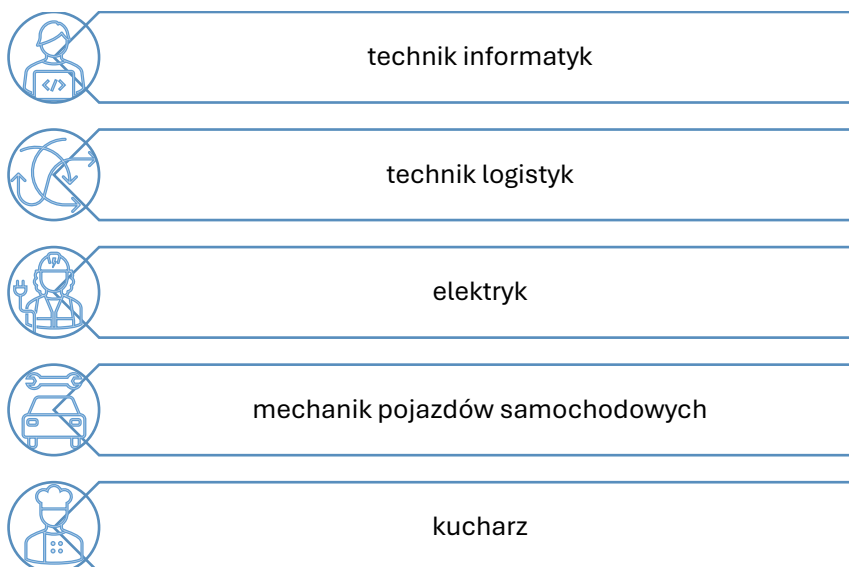 technik informatyk
technik logistyk
elektryk
mechanik pojazdów samochodowych
kucharz